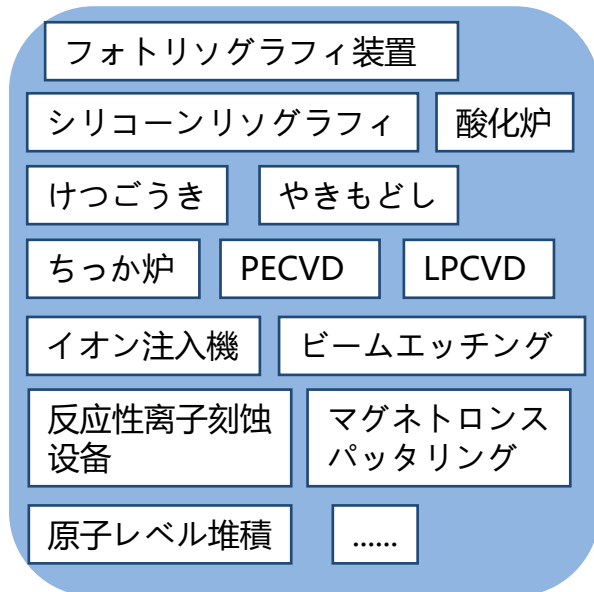 フォトリソグラフィ装置
シリコーンリソグラフィ
酸化炉
けつごうき
やきもどし
ちっか炉
PECVD
LPCVD
イオン注入機
ビームエッチング
反应性离子刻蚀
设备
マグネトロンス
パッタリング
原子レベル堆積
......